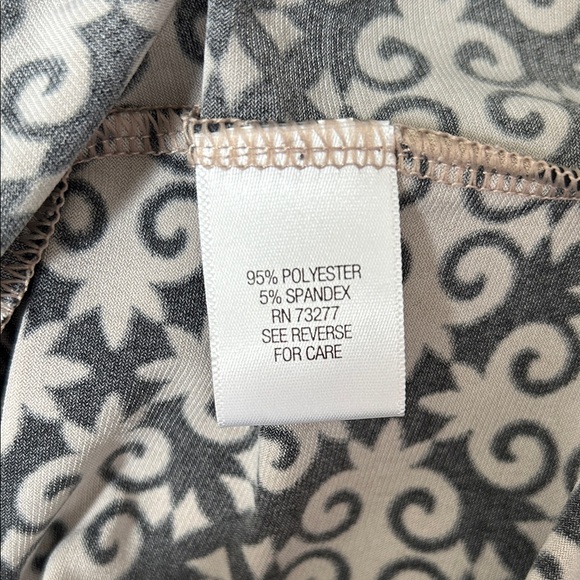 95% POLYESTER
5% SPANDEX
RN 73277
SEE REVERSE
FOR CARE